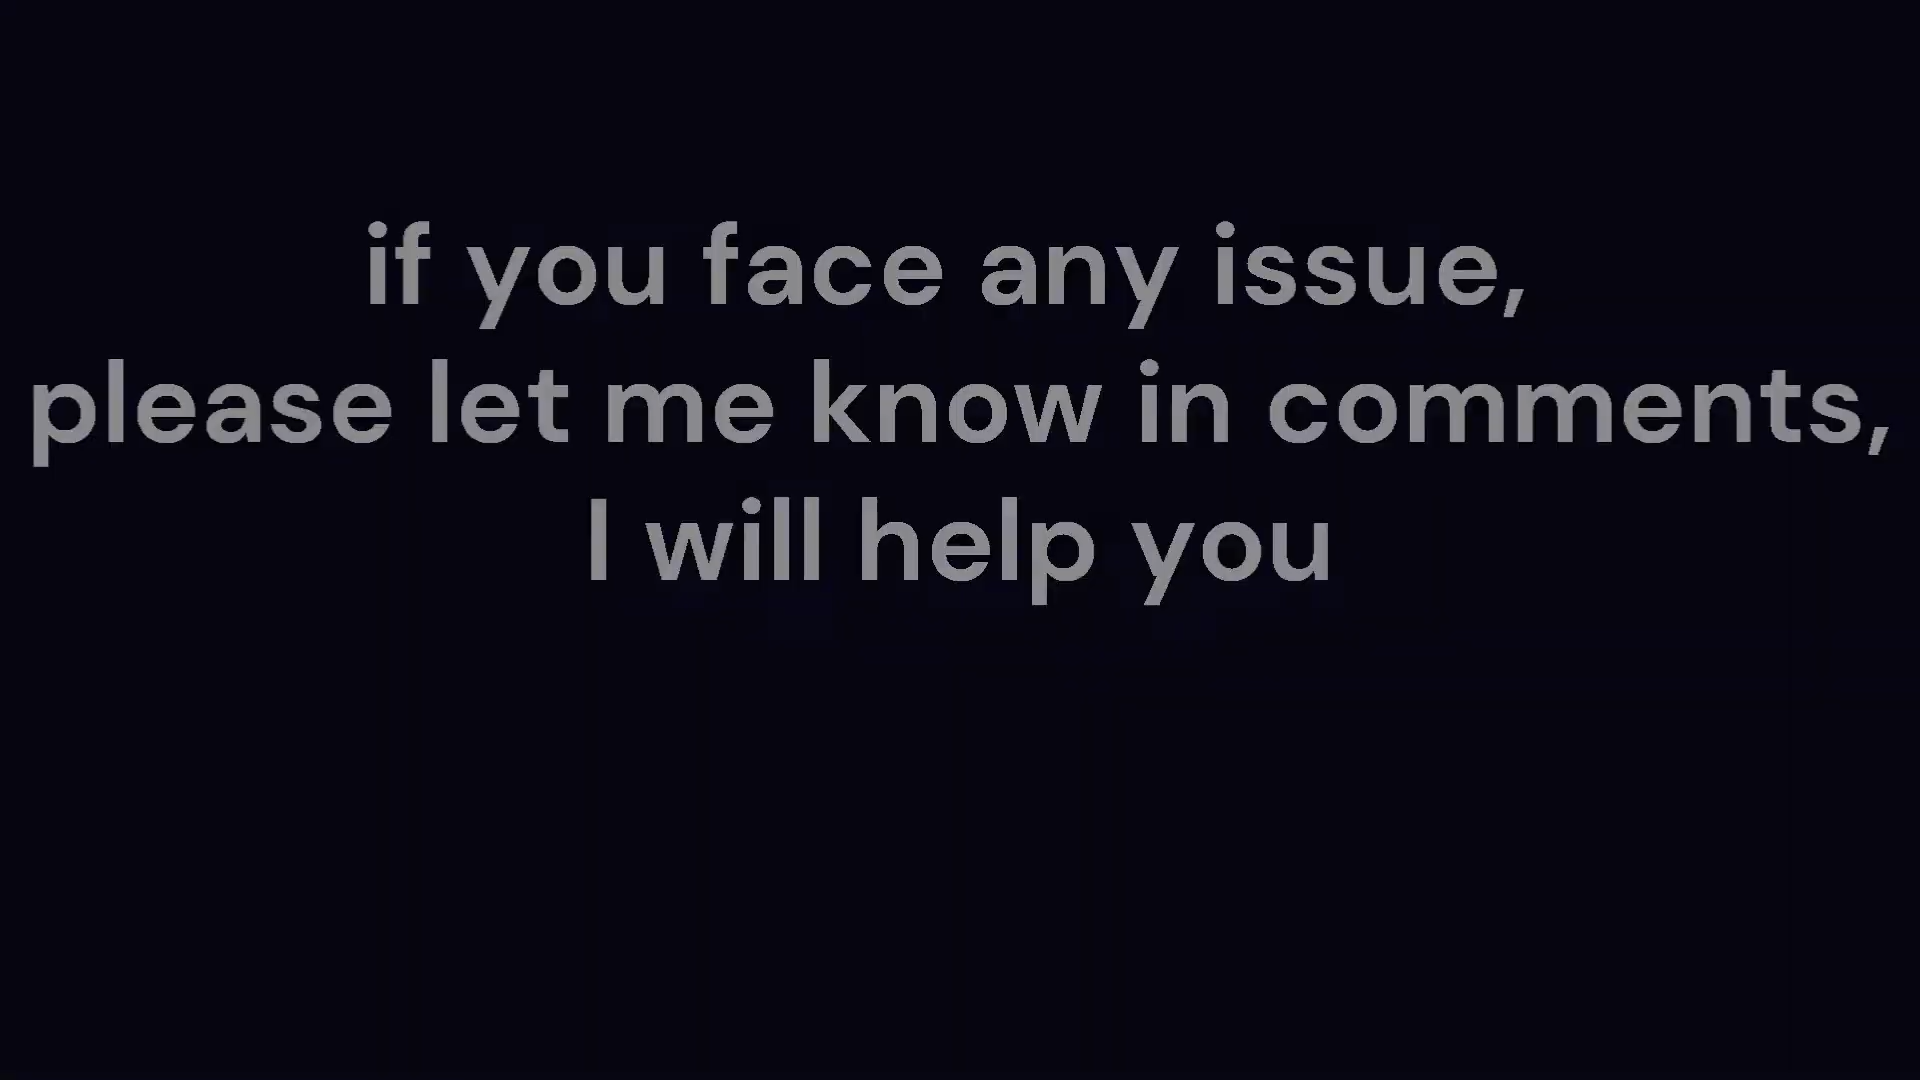 if you face any issue,
please let me know in comments,
I will help you